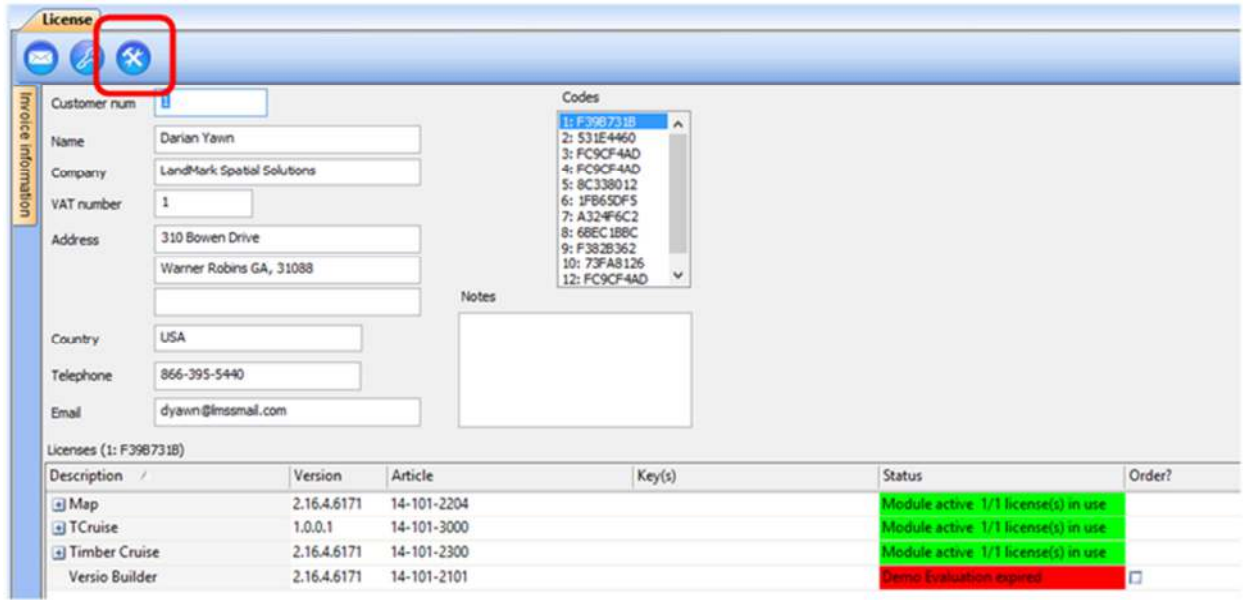 License
Invoice information
Customer num 1
Name Darian Yawn
Company LandMark Spatial Solutions
VAT number 1
Address 310 Bowen Drive
Warner Robins GA, 31088
Country USA
Telephone 866-395-5440
Email dyawn@lmssmail.com
Codes
1: F39B731B
2: 531E4460
3: FC9CF4AD
4: FC9CF4AD
5: 8C338012
6: 1FB65DF5
7: A324F6C2
8: 6BEC1BBC
9: F382B362
10: 73FA8126
12: FC9CF4AD
Notes
Licenses (1: F39B731B)
Description Version Article Key(s) Status Order?
Map 2.16.4.6171 14-101-2204 Module active 1/1 license(s) in use
TCruise 1.0.0.1 14-101-3000 Module active 1/1 license(s) in use
Timber Cruise 2.16.4.6171 14-101-2300 Module active 1/1 license(s) in use
Versio Builder 2.16.4.6171 14-101-2101 Demo Evaluation expired